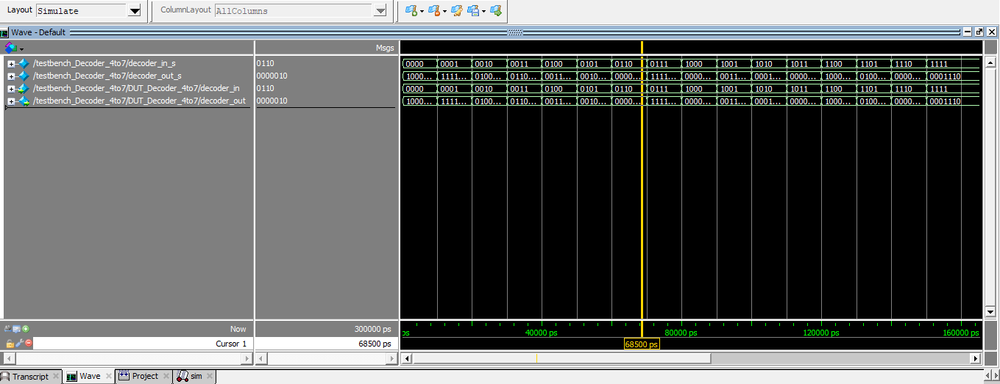 Layout Simulate ColumnLayout AllColumns
Wave - Default
Msgs
/testbench_Decoder_4to7/decoder_in_s 0110 0000 0001 0010 0011 0100 0101 0110 0111 1000 1001 1010 1011 1100 1101 1110 1111
/testbench_Decoder_4to7/decoder_out_s 0000010 1000... 1111... 0100... 0110... 0011... 0010... 0000... 1111... 0000... 0011... 0001... 0000... 1000... 0100... 0000... 0001110
/testbench_Decoder_4to7/DUT_Decoder_4to7/decoder_in 0110 0000 0001 0010 0011 0100 0101 0110 0111 1000 1001 1010 1011 1100 1101 1110 1111
/testbench_Decoder_4to7/DUT_Decoder_4to7/decoder_out 0000010 1000... 1111... 0100... 0110... 0011... 0010... 0000... 1111... 0000... 0011... 0001... 0000... 1000... 0100... 0000... 0001110
Now 300000 ps ps 40000 ps 80000 ps 120000 ps 160000 ps
Cursor 1 68500 ps 68500 ps
Transcript Wave Project sim